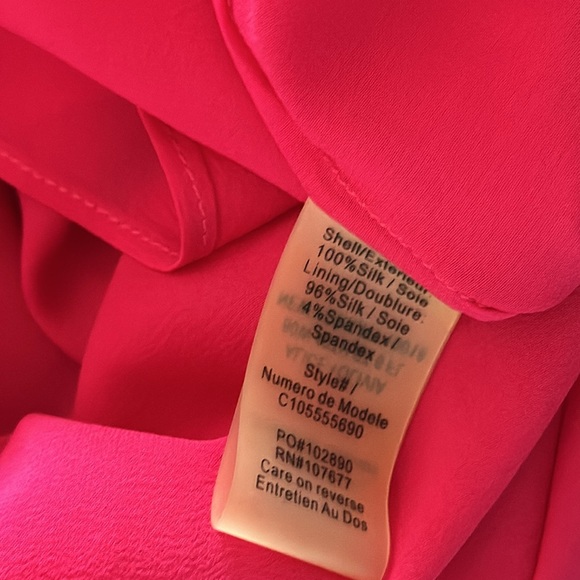 Shell/Exterieur
100%Silk / Soie
Lining/Doublure:
96%Silk / Soie
4%Spandex /
Spandex
Style# /
Numero de Modele
C105555690
PO#102890
RN#107677
Care on reverse
Entretien Au Dos